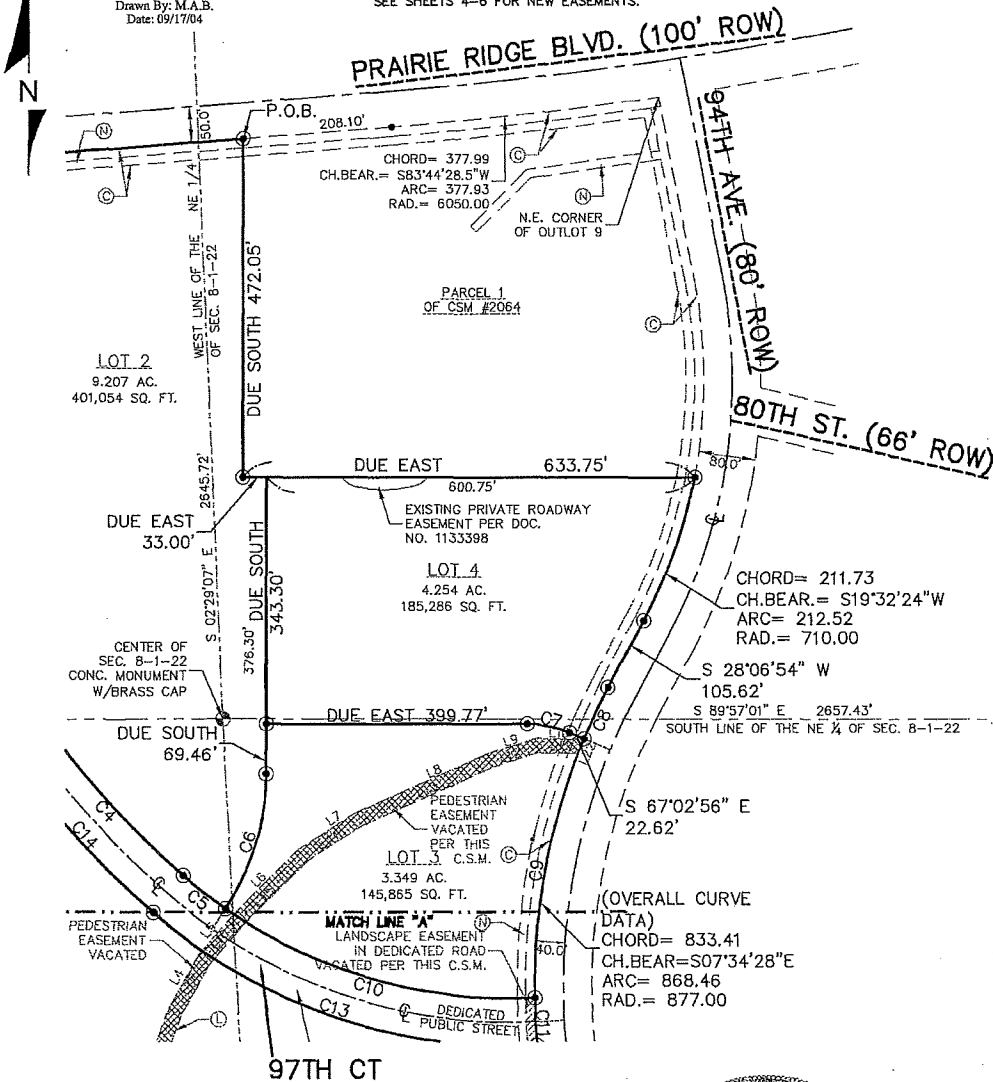 Drawn By: M.A.B.
Date: 09/17/04
SEE SHEETS 4-6 FOR NEW EASEMENTS.
N
PRAIRIE RIDGE BLVD. (100' ROW)
94TH AVE. (80' ROW)
80TH ST. (66' ROW)
P.O.B.
50.0'
208.10'
N
C
CHORD= 377.99
CH.BEAR.= S83°44'28.5"W
ARC= 377.93
RAD.= 6050.00
C
N
N.E. CORNER
OF OUTLOT 9
WEST LINE OF THE NE 1/4
OF SEC. 8-1-22
DUE SOUTH 472.05'
PARCEL 1
OF CSM #2064
C
LOT 2
9.207 AC.
401,054 SQ. FT.
2645.72'
S 02°29'07" E
DUE EAST 633.75'
600.75'
80.0'
DUE EAST
33.00'
EXISTING PRIVATE ROADWAY
EASEMENT PER DOC.
NO. 1133398
DUE SOUTH
343.30'
376.30'
LOT 4
4.254 AC.
185,286 SQ. FT.
CHORD= 211.73
CH.BEAR.= S19°32'24"W
ARC= 212.52
RAD.= 710.00
CENTER OF
SEC. 8-1-22
CONC. MONUMENT
W/BRASS CAP
S 28°06'54" W
105.62'
S 89°57'01" E 2657.43'
SOUTH LINE OF THE NE ¼ OF SEC. 8-1-22
DUE EAST 399.77'
C7
C8
DUE SOUTH
69.46'
L9
L8
L7
L6
L4
PEDESTRIAN
EASEMENT
VACATED
PER THIS
C.S.M.
S 67°02'56" E
22.62'
C4
C14
C6
C5
C9
C
LOT 3
3.349 AC.
145,865 SQ. FT.
(OVERALL CURVE
DATA)
CHORD= 833.41
CH.BEAR=S07°34'28"E
ARC= 868.46
RAD.= 877.00
MATCH LINE "A"
N
40.0'
PEDESTRIAN
EASEMENT
VACATED
LANDSCAPE EASEMENT
IN DEDICATED ROAD
VACATED PER THIS C.S.M.
C10
C13
C11
DEDICATED
PUBLIC STREET
L
97TH CT